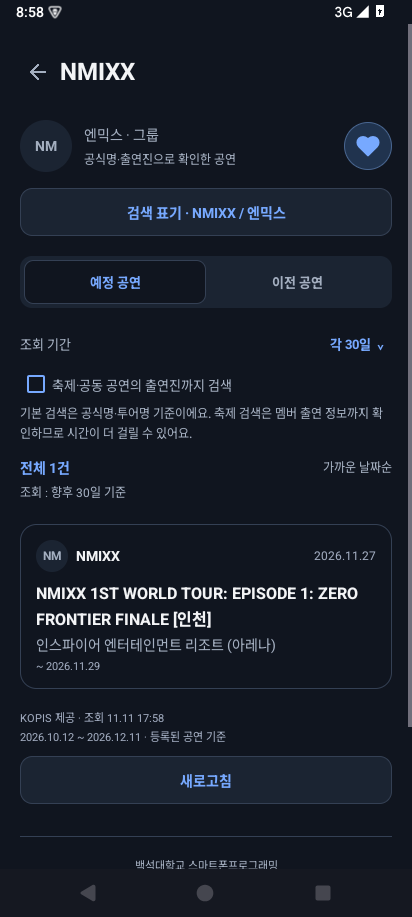 8:58
3G
NMIXX
NM
엔믹스 · 그룹
공식명·출연진으로 확인한 공연
검색 표기 · NMIXX / 엔믹스
예정 공연
이전 공연
조회 기간
각 30일 v
축제·공동 공연의 출연진까지 검색
기본 검색은 공식명·투어명 기준이에요. 축제 검색은 멤버 출연 정보까지 확
인하므로 시간이 더 걸릴 수 있어요.
전체 1건
가까운 날짜순
조회 : 향후 30일 기준
NM
NMIXX
2026.11.27
NMIXX 1ST WORLD TOUR: EPISODE 1: ZERO
FRONTIER FINALE [인천]
인스파이어 엔터테인먼트 리조트 (아레나)
~ 2026.11.29
KOPIS 제공 · 조회 11.11 17:58
2026.10.12 ~ 2026.12.11 · 등록된 공연 기준
새로고침
백석대학교 스마트폰프로그래밍